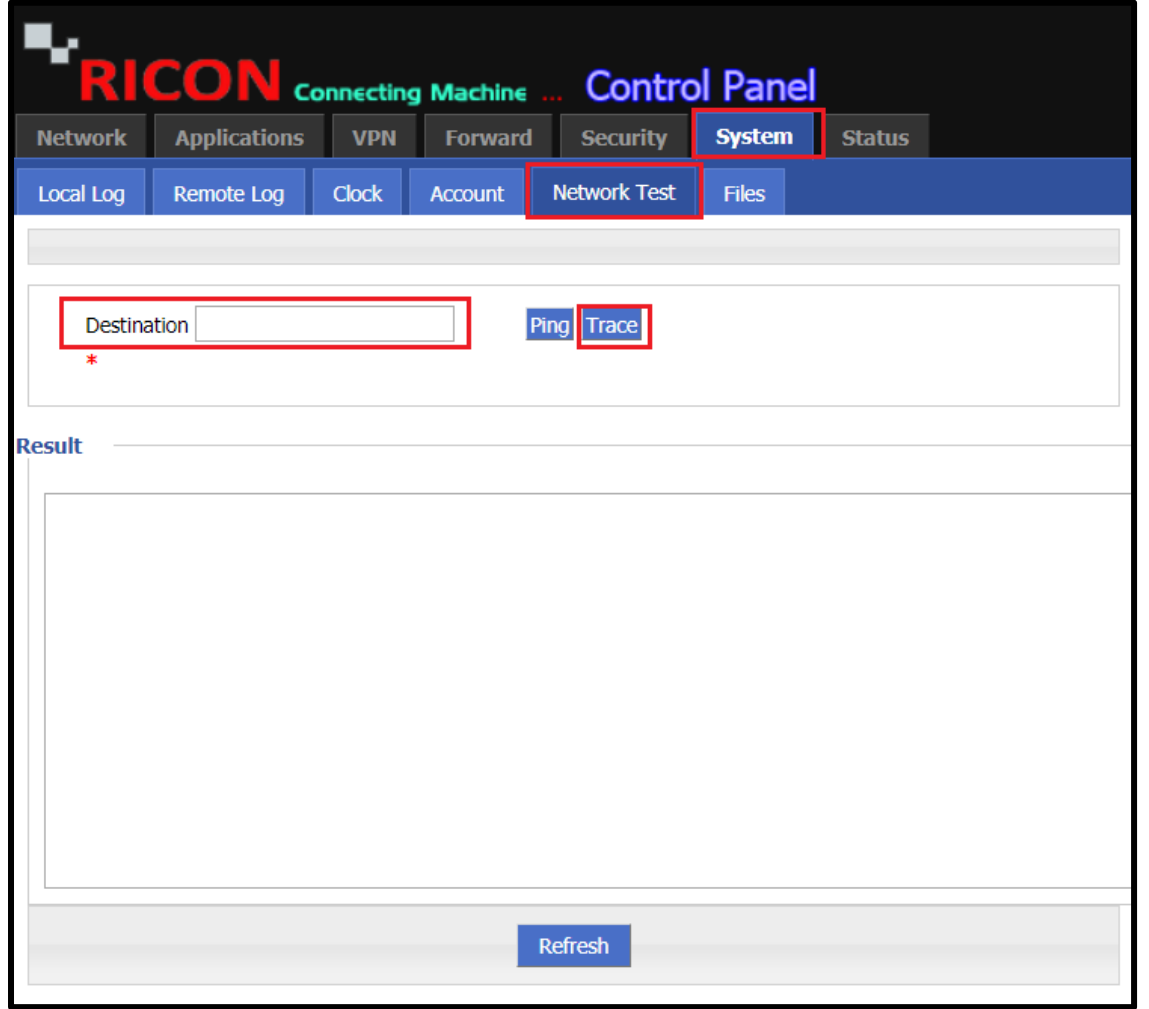 RICON Connecting Machine ... Control Panel
Network Applications VPN Forward Security System Status
Local Log Remote Log Clock Account Network Test Files
Destination Ping Trace
*
Result
Refresh